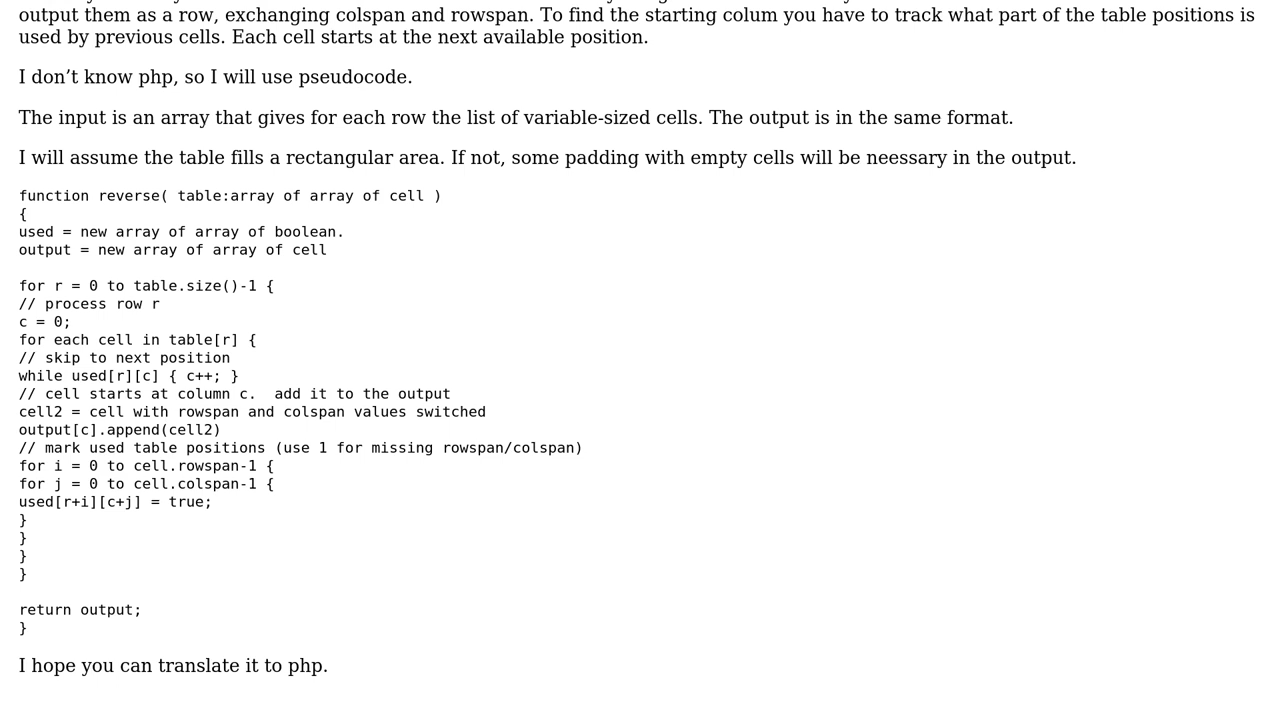 output them as a row, exchanging colspan and rowspan. To find the starting colum you have to track what part of the table positions is
used by previous cells. Each cell starts at the next available position.
I don’t know php, so I will use pseudocode.
The input is an array that gives for each row the list of variable-sized cells. The output is in the same format.
I will assume the table fills a rectangular area. If not, some padding with empty cells will be neessary in the output.
function reverse( table:array of array of cell )
{
used = new array of array of boolean.
output = new array of array of cell
for r = 0 to table.size()-1 {
// process row r
c = 0;
for each cell in table[r] {
// skip to next position
while used[r][c] { c++; }
// cell starts at column c.  add it to the output
cell2 = cell with rowspan and colspan values switched
output[c].append(cell2)
// mark used table positions (use 1 for missing rowspan/colspan)
for i = 0 to cell.rowspan-1 {
for j = 0 to cell.colspan-1 {
used[r+i][c+j] = true;
}
}
}
}
return output;
}
I hope you can translate it to php.